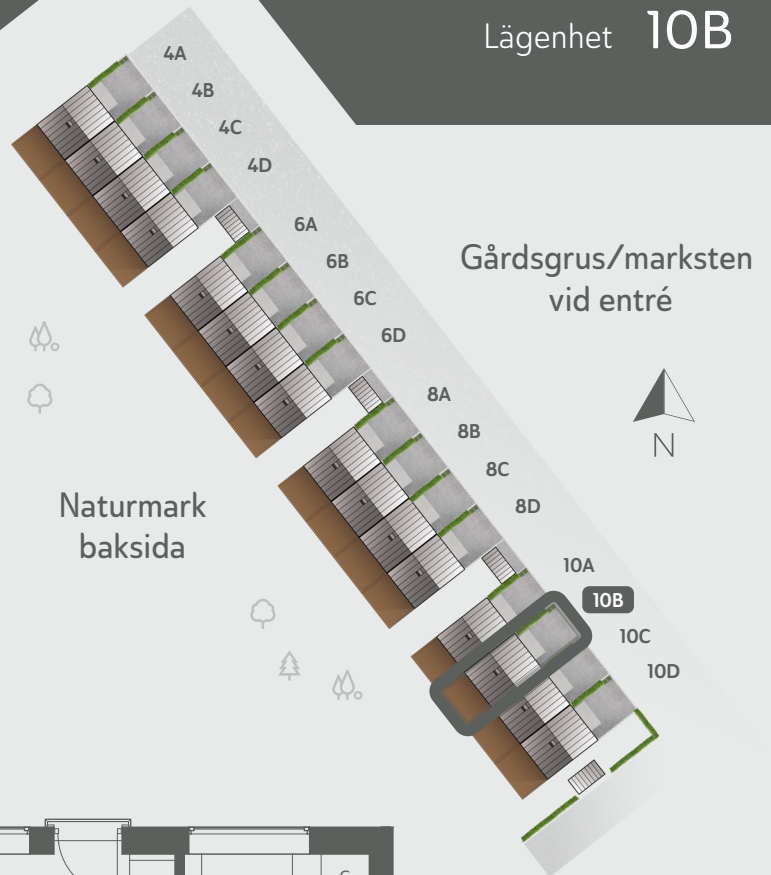 Lägenhet 10B
4A
4B
4C
4D
6A
6B
6C
6D
Gårdsgrus/marksten
vid entré
8A
8B
8C
8D
N
Naturmark
baksida
10A
10B
10C
10D